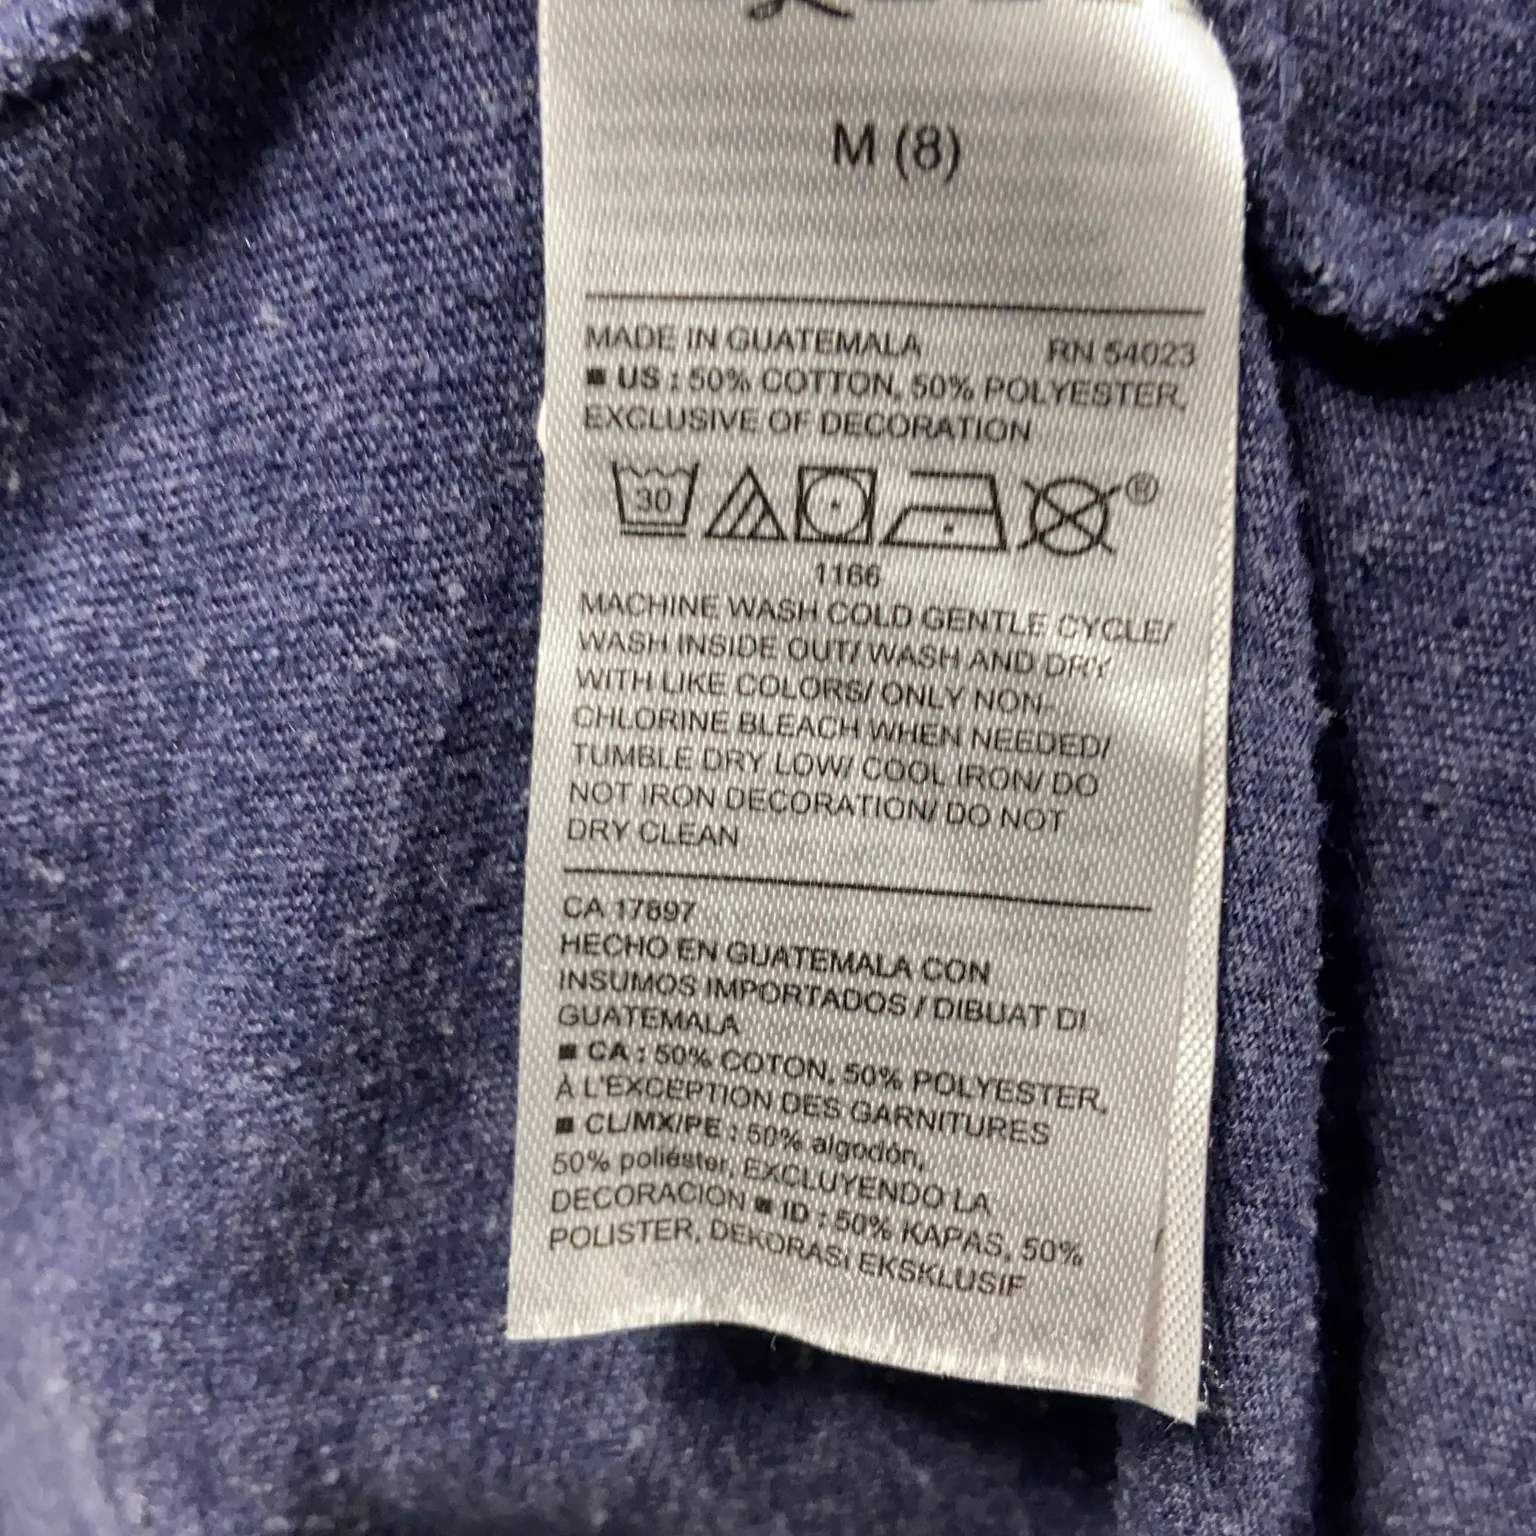 M (8)
MADE IN GUATEMALA RN 54023
■ US : 50% COTTON, 50% POLYESTER,
EXCLUSIVE OF DECORATION
30 ®
1166
MACHINE WASH COLD GENTLE CYCLE/
WASH INSIDE OUT/ WASH AND DRY
WITH LIKE COLORS/ ONLY NON-
CHLORINE BLEACH WHEN NEEDED/
TUMBLE DRY LOW/ COOL IRON/ DO
NOT IRON DECORATION/ DO NOT
DRY CLEAN
CA 17897
HECHO EN GUATEMALA CON
INSUMOS IMPORTADOS / DIBUAT DI
GUATEMALA
■ CA : 50% COTON, 50% POLYESTER,
À L'EXCEPTION DES GARNITURES
■ CL/MX/PE : 50% algodón,
50% poliéster, EXCLUYENDO LA
DECORACION ■ ID : 50% KAPAS, 50%
POLISTER, DEKORASi EKSKLUSIF